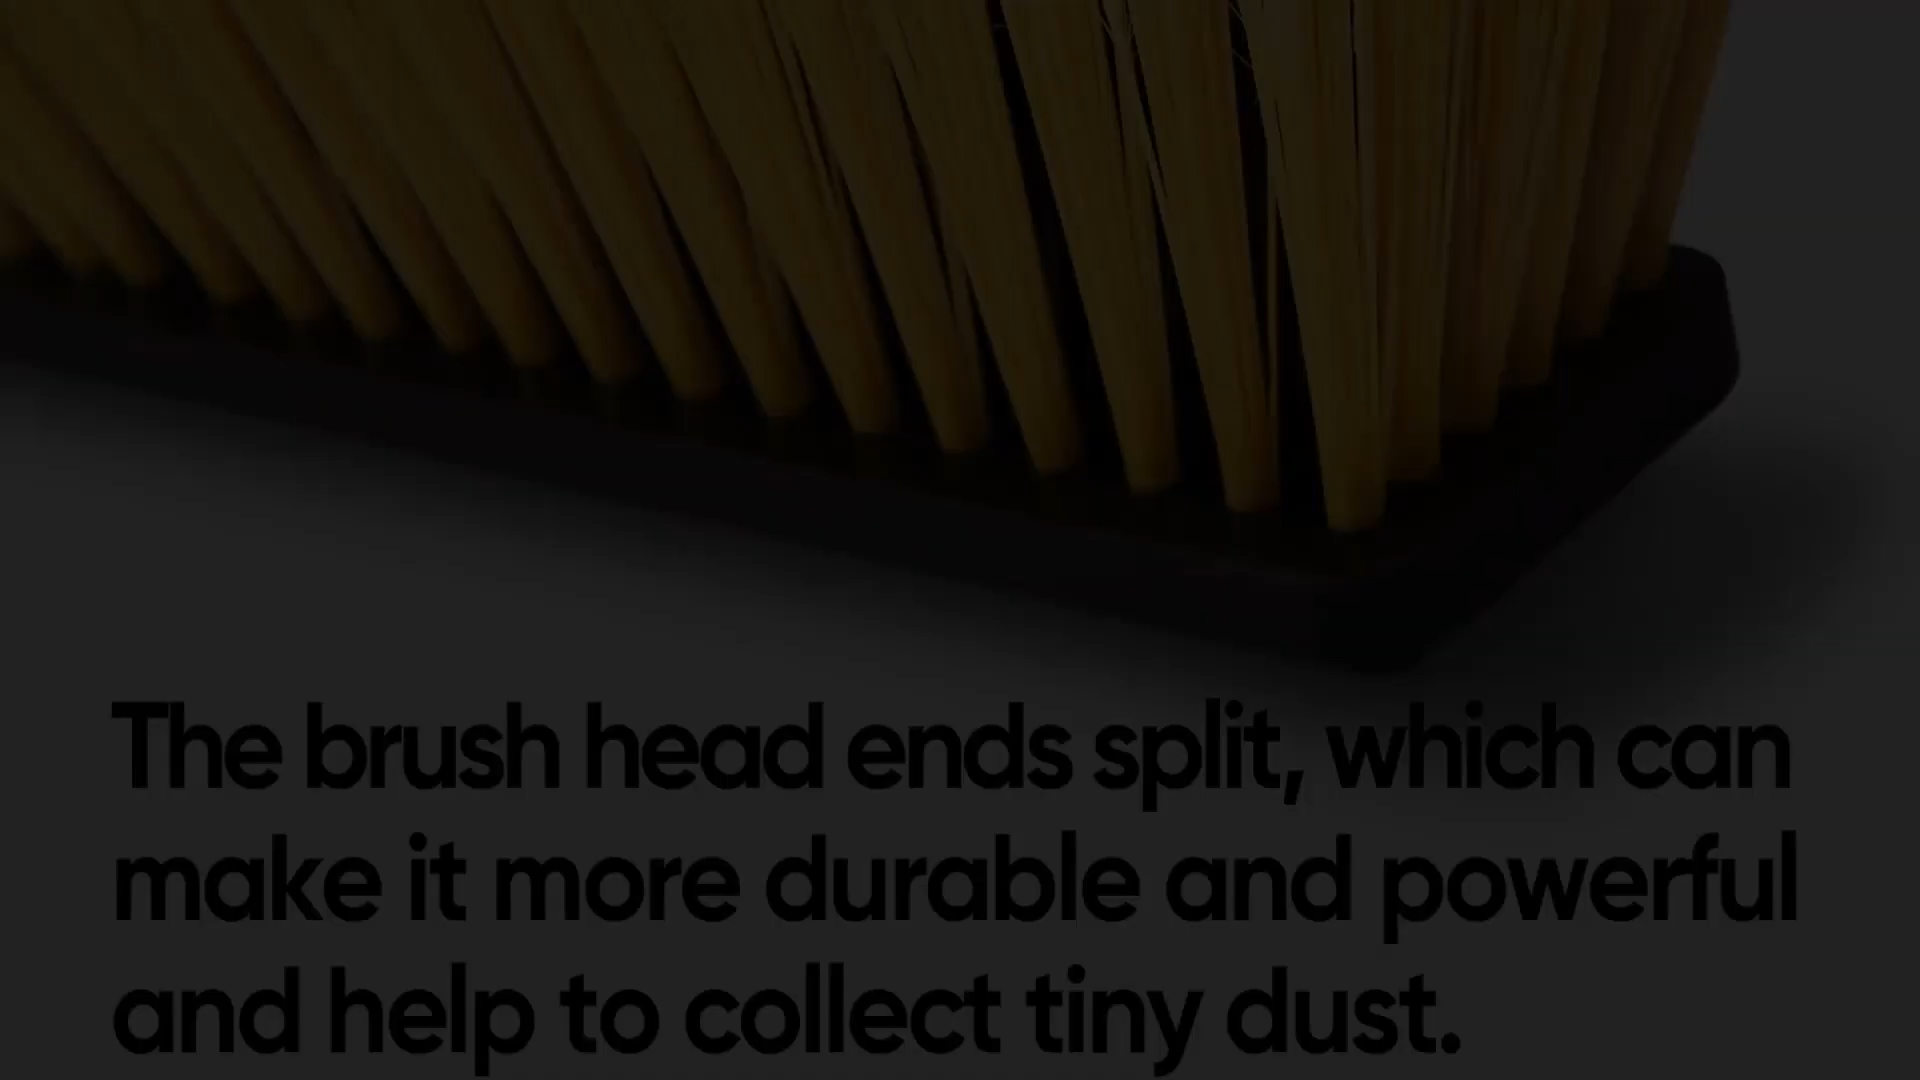 The brush head ends split, which can
make it more durable and powerful
and help to collect tiny dust.